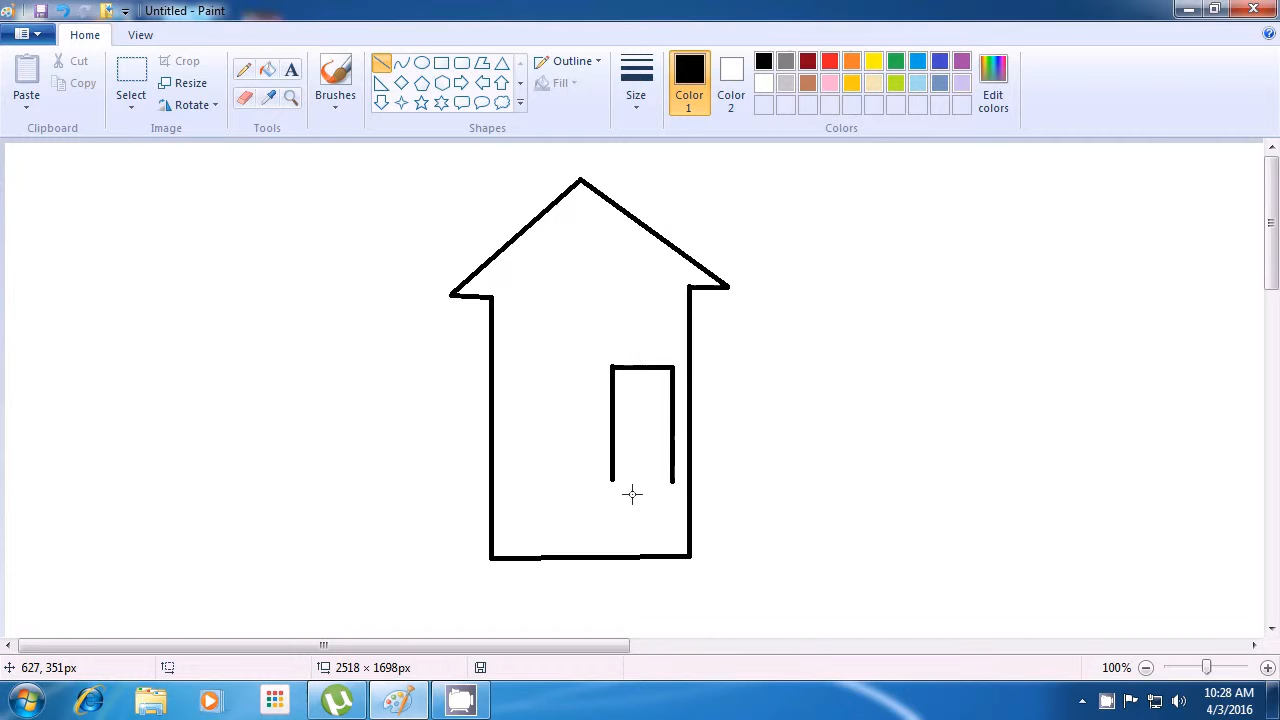 Untitled - Paint
Home
View
Paste
Cut
Copy
Clipboard
Select
Crop
Resize
Rotate
Image
A
Tools
Brushes
Shapes
Outline
Fill
Size
Color
1
Color
2
Edit
colors
Colors
627, 351px
2518 × 1698px
100%
10:28 AM
4/3/2016